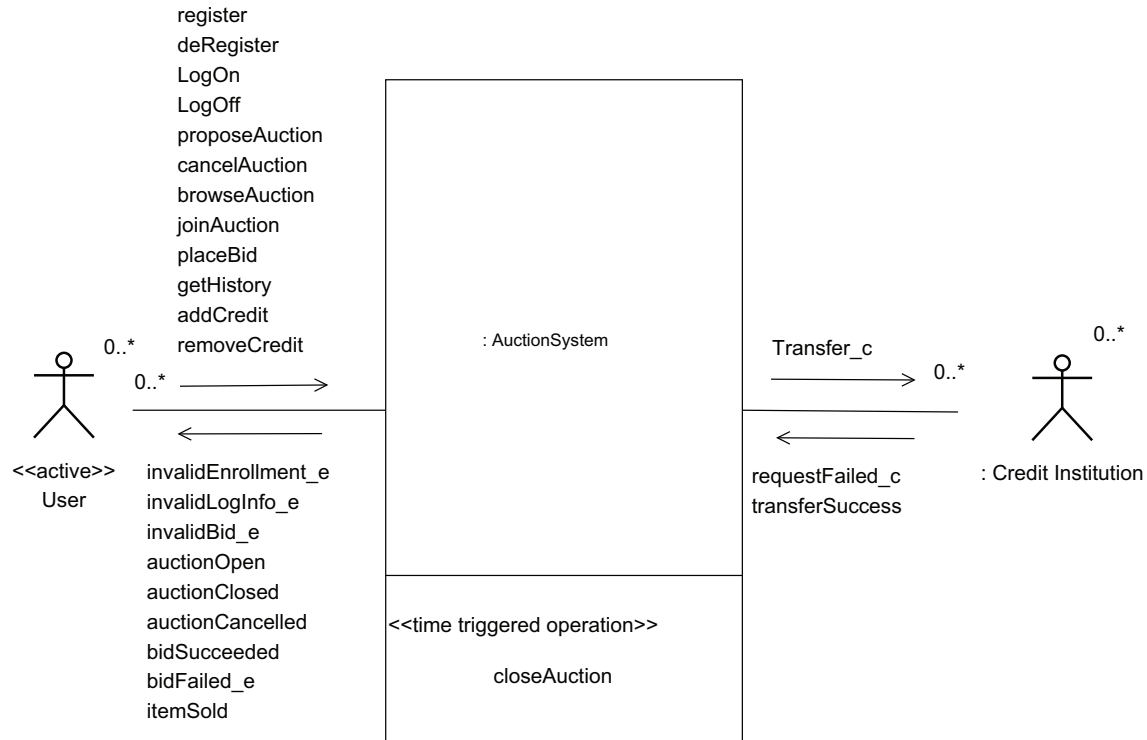 register
deRegister
LogOn
LogOff
proposeAuction
cancelAuction
browseAuction
joinAuction
placeBid
getHistory
addCredit
removeCredit
0..*
0..*
<<active>>
User
invalidEnrollment_e
invalidLogInfo_e
invalidBid_e
auctionOpen
auctionClosed
auctionCancelled
bidSucceeded
bidFailed_e
itemSold
: AuctionSystem
<<time triggered operation>>
closeAuction
Transfer_c
0..*
0..*
requestFailed_c
transferSuccess
: Credit Institution